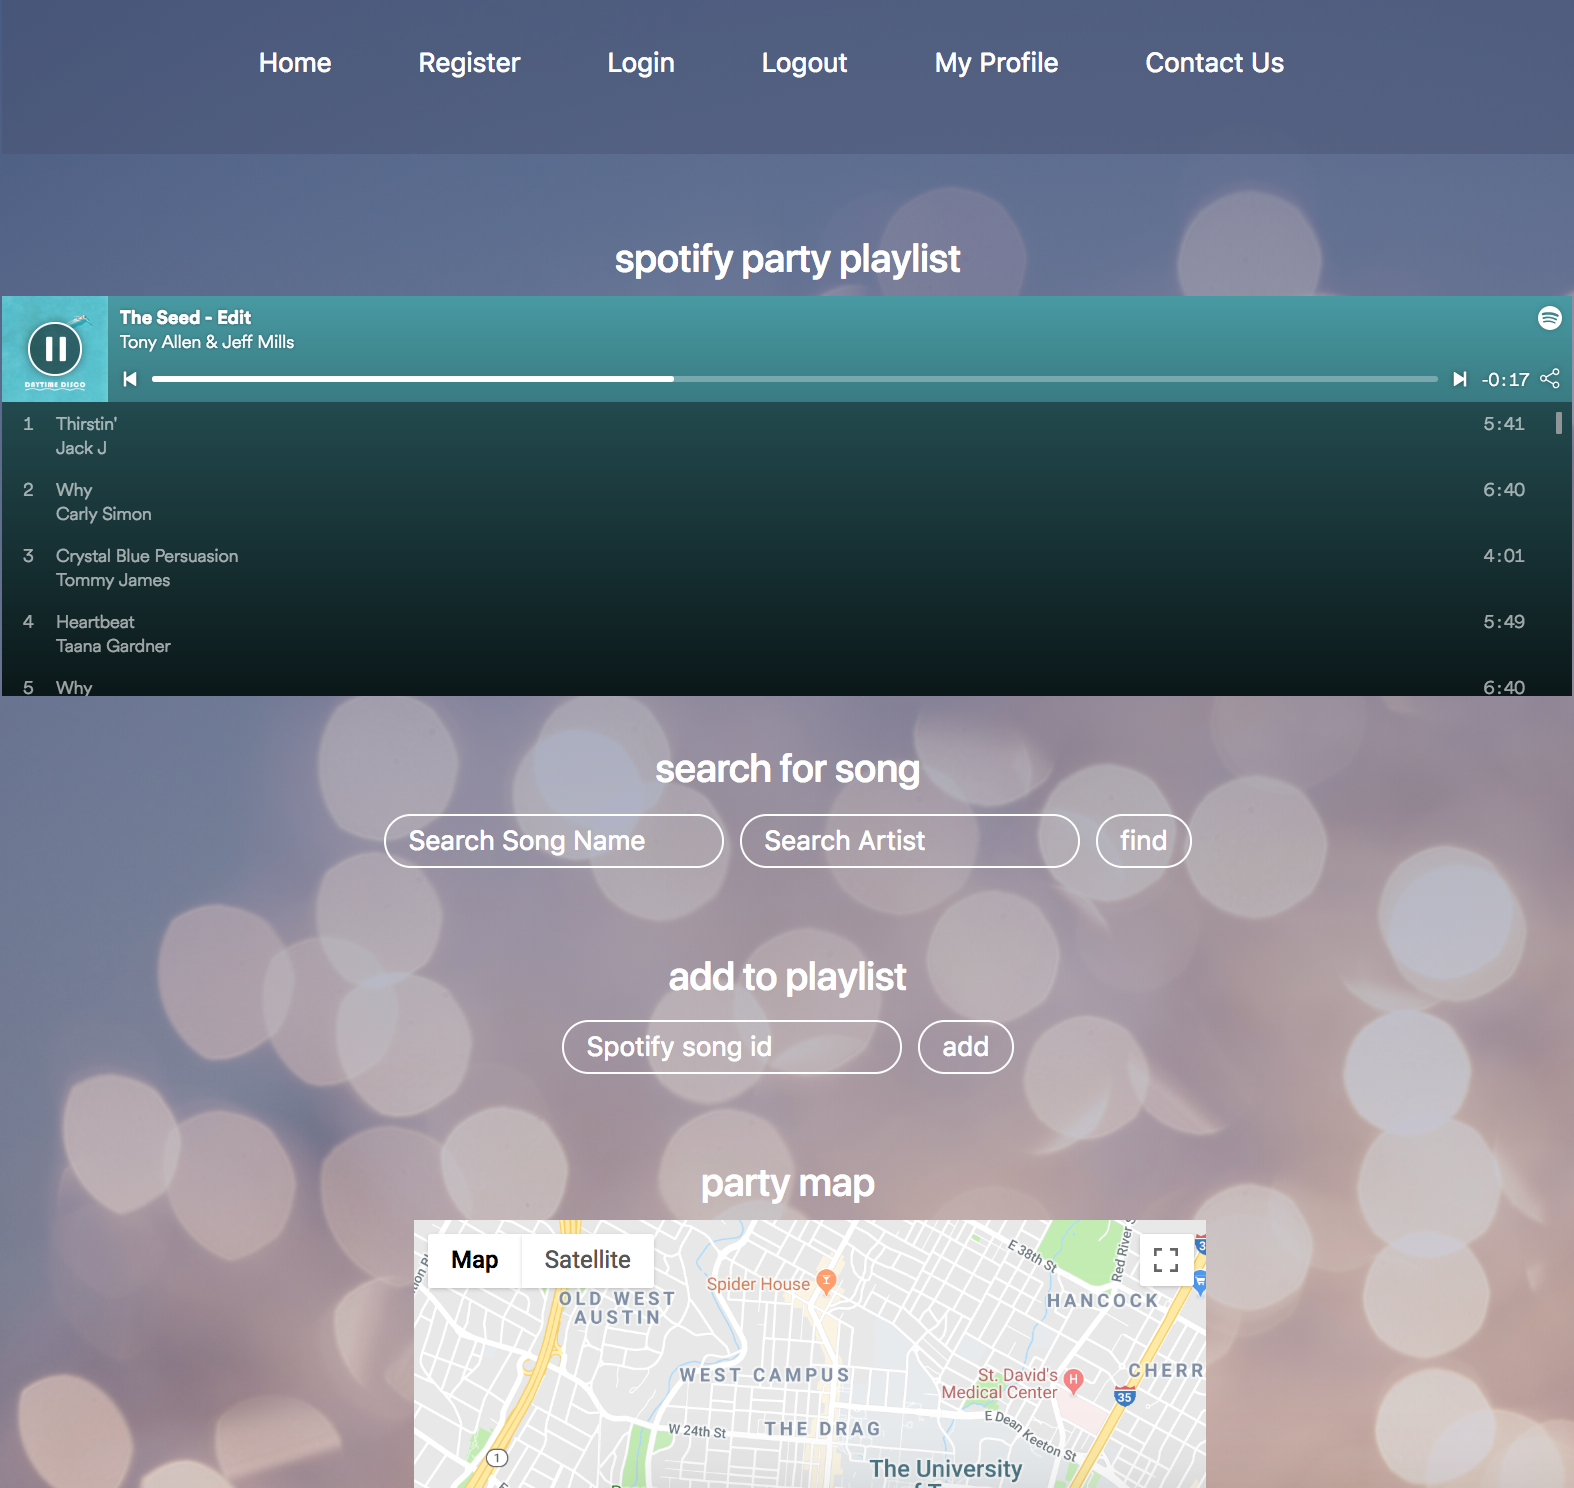 Home Register Login Logout My Profile Contact Us
spotify party playlist
The Seed - Edit
Tony Allen & Jeff Mills
DAYTIME DISCO
-0:17
1 Thirstin' 5:41
Jack J
2 Why 6:40
Carly Simon
3 Crystal Blue Persuasion 4:01
Tommy James
4 Heartbeat 5:49
Taana Gardner
5 Why 6:40
search for song
Search Song Name Search Artist find
add to playlist
Spotify song id add
party map
Map Satellite
E 38th St
Red River S
Spider House
OLD WEST
AUSTIN
HANCOCK
WEST CAMPUS
St. David's
Medical Center
H
CHERR
35
W 24th St
THE DRAG
E Dean Keeton St
1
The University